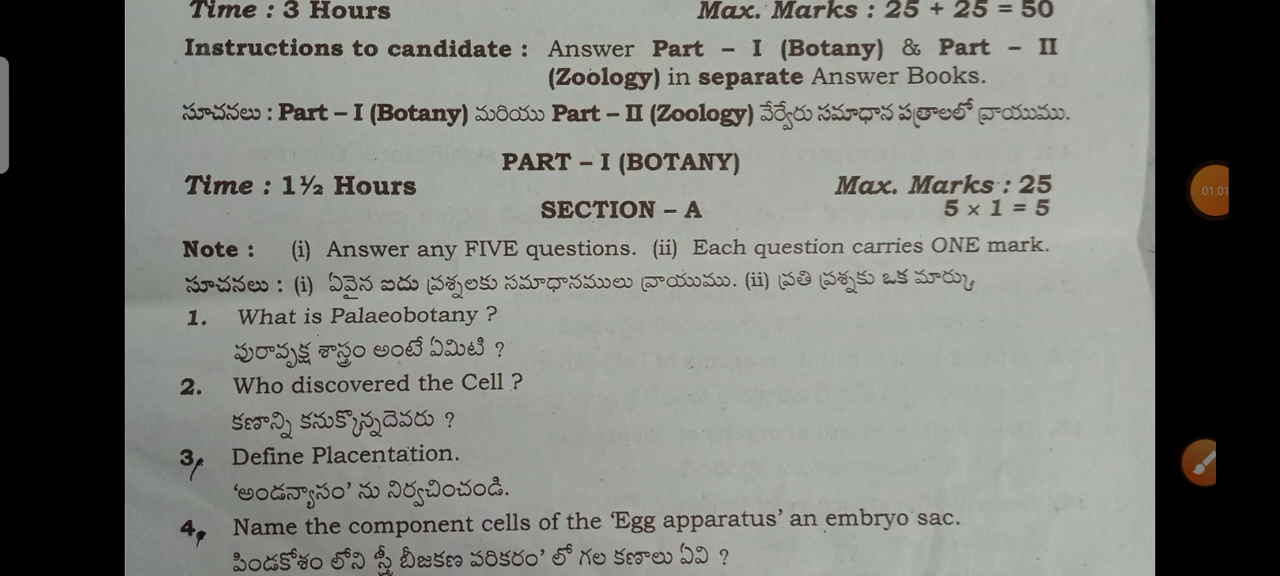 Time : 3 Hours Max. Marks : 25 + 25 = 50
Instructions to candidate : Answer Part – I (Botany) & Part – II
(Zoology) in separate Answer Books.
సూచనలు : Part – I (Botany) మరియు Part – II (Zoology) వేర్వేరు సమాధాన పత్రాలలో వ్రాయుము.
PART – I (BOTANY)
Time : 1½ Hours Max. Marks : 25
SECTION – A 5 × 1 = 5
Note : (i) Answer any FIVE questions. (ii) Each question carries ONE mark.
సూచనలు : (i) ఏవైన ఐదు ప్రశ్నలకు సమాధానములు వ్రాయుము. (ii) ప్రతి ప్రశ్నకు ఒక మార్కు
1. What is Palaeobotany ?
పురావృక్ష శాస్త్రం అంటే ఏమిటి ?
2. Who discovered the Cell ?
కణాన్ని కనుక్కొన్నదెవరు ?
3. Define Placentation.
‘అండన్యాసం’ ను నిర్వచించండి.
4. Name the component cells of the ‘Egg apparatus’ an embryo sac.
పిండకోశం లోని స్త్రీ బీజకణ పరికరం’ లో గల కణాలు ఏవి ?
01:01